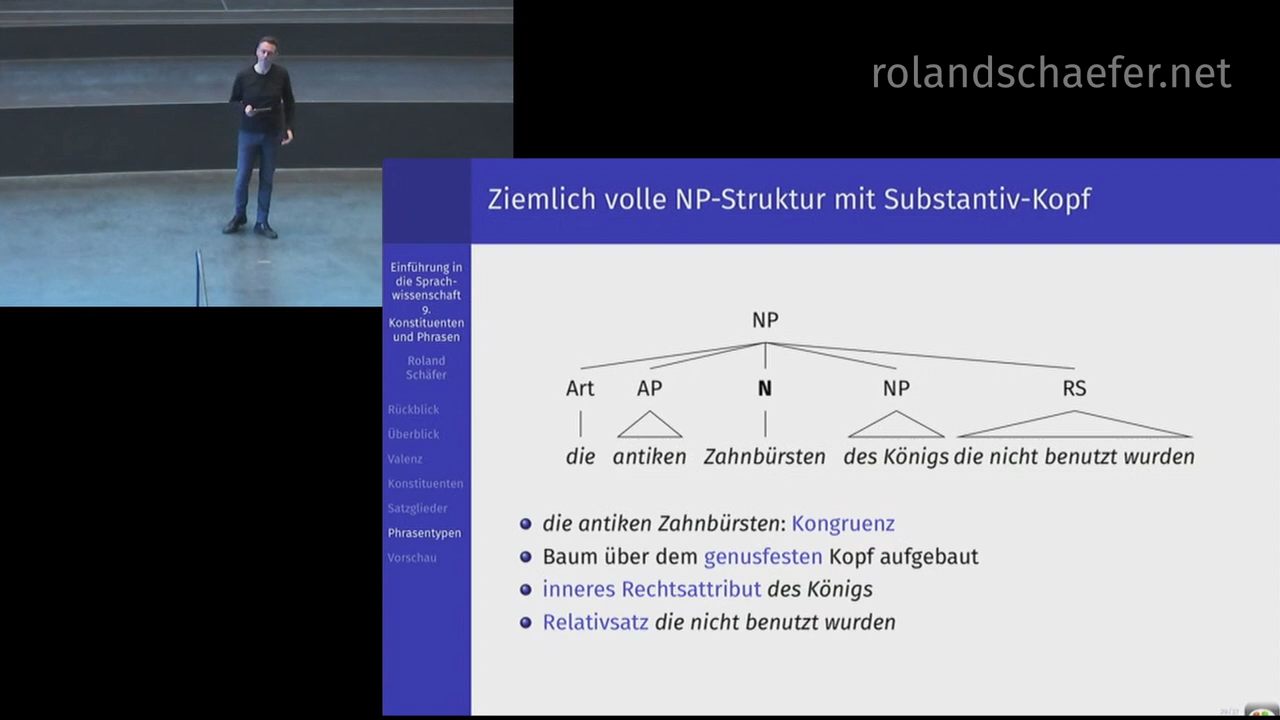 rolandschaefer.net
Ziemlich volle NP-Struktur mit Substantiv-Kopf
Einführung in
die Sprach-
wissenschaft
9.
Konstituenten
und Phrasen
Roland
Schäfer
Rückblick
Überblick
Valenz
Konstituenten
Satzglieder
Phrasentypen
Vorschau
NP
Art AP N NP RS
die antiken Zahnbürsten des Königs die nicht benutzt wurden
die antiken Zahnbürsten: Kongruenz
Baum über dem genusfesten Kopf aufgebaut
inneres Rechtsattribut des Königs
Relativsatz die nicht benutzt wurden